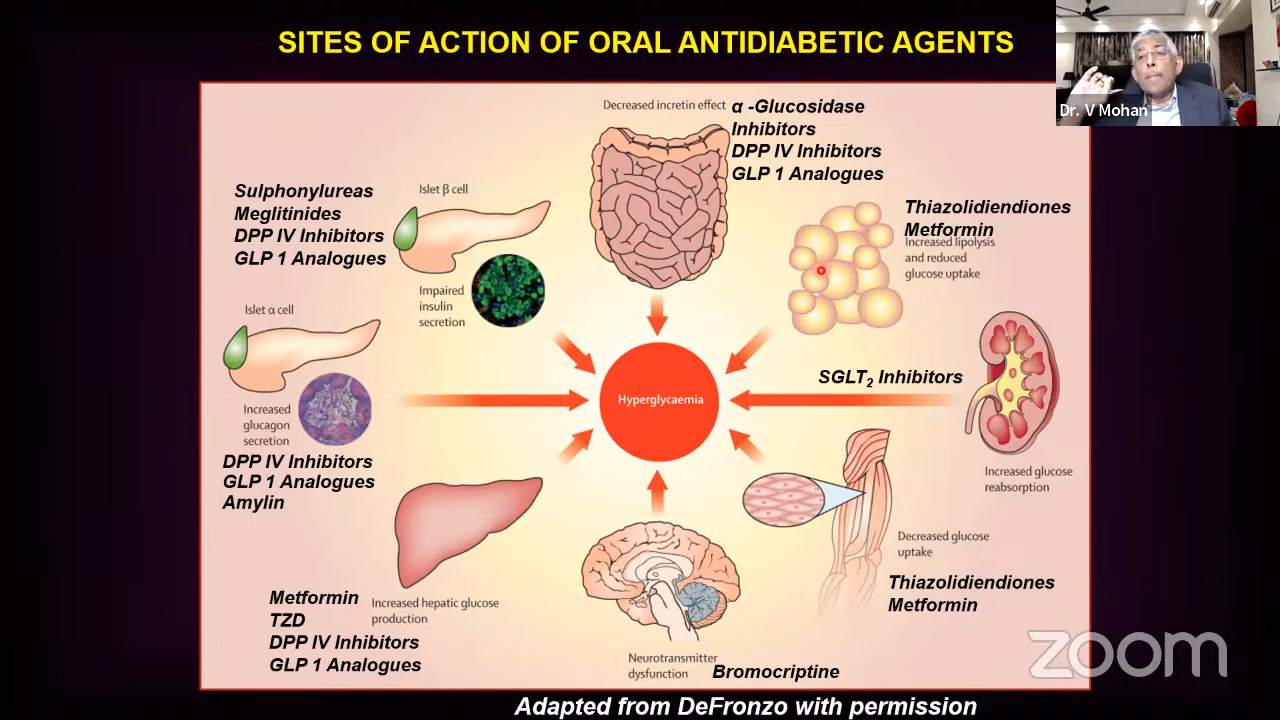 SITES OF ACTION OF ORAL ANTIDIABETIC AGENTS
Dr. V Mohan
Decreased incretin effect
α -Glucosidase
Inhibitors
DPP IV Inhibitors
GLP 1 Analogues
Sulphonylureas
Meglitinides
DPP IV Inhibitors
GLP 1 Analogues
Islet β cell
Impaired
insulin
secretion
Thiazolidiendiones
Metformin
Increased lipolysis
and reduced
glucose uptake
Islet α cell
Increased
glucagon
secretion
DPP IV Inhibitors
GLP 1 Analogues
Amylin
Hyperglycaemia
SGLT₂ Inhibitors
Increased glucose
reabsorption
Decreased glucose
uptake
Thiazolidiendiones
Metformin
Metformin
TZD
DPP IV Inhibitors
GLP 1 Analogues
Increased hepatic glucose
production
Neurotransmitter
dysfunction
Bromocriptine
zoom
Adapted from DeFronzo with permission